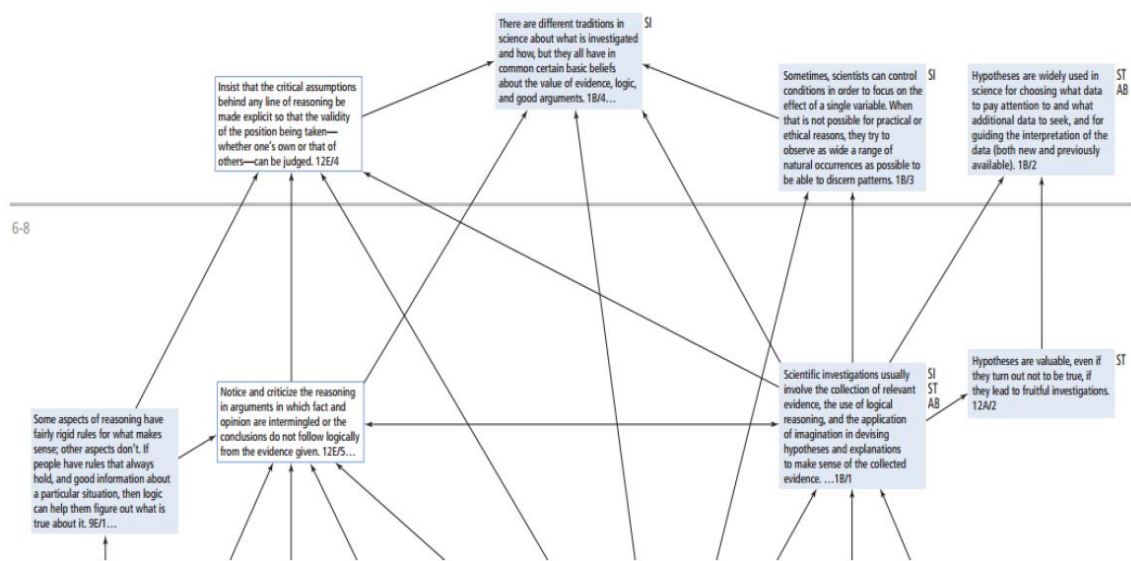 There are different traditions in
science about what is investigated
and how, but they all have in
common certain basic beliefs
about the value of evidence, logic,
and good arguments. 1B/4...
SI
Insist that the critical assumptions
behind any line of reasoning be
made explicit so that the validity
of the position being taken—
whether one's own or that of
others—can be judged. 12E/4
Sometimes, scientists can control
conditions in order to focus on the
effect of a single variable. When
that is not possible for practical or
ethical reasons, they try to
observe as wide a range of
natural occurrences as possible to
be able to discern patterns. 1B/3
SI
Hypotheses are widely used in
science for choosing what data
to pay attention to and what
additional data to seek, and for
guiding the interpretation of the
data (both new and previously
available). 1B/2
ST
AB
6-8
Some aspects of reasoning have
fairly rigid rules for what makes
sense; other aspects don't. If
people have rules that always
hold, and good information about
a particular situation, then logic
can help them figure out what is
true about it. 9E/1...
Notice and criticize the reasoning
in arguments in which fact and
opinion are intermingled or the
conclusions do not follow logically
from the evidence given. 12E/5...
Scientific investigations usually
involve the collection of relevant
evidence, the use of logical
reasoning, and the application
of imagination in devising
hypotheses and explanations
to make sense of the collected
evidence. ...1B/1
SI
ST
AB
Hypotheses are valuable, even if
they turn out not to be true, if
they lead to fruitful investigations.
12A/2
ST